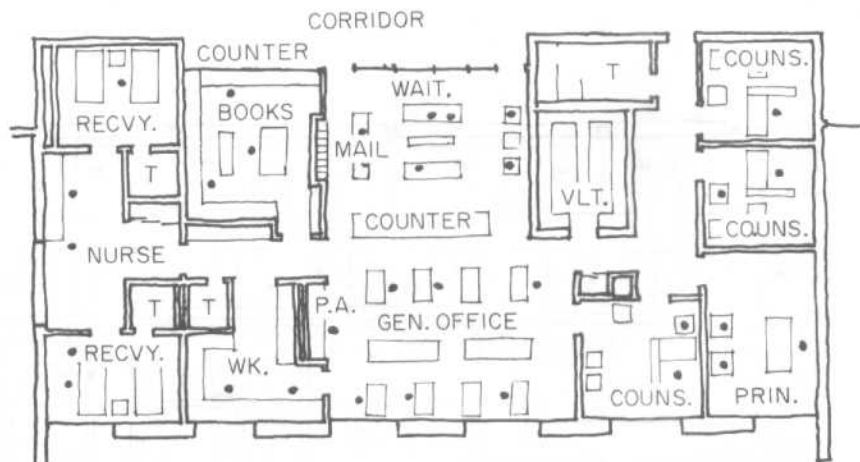 CORRIDOR
COUNTER
COUNS.
WAIT.
T
BOOKS
RECVY.
MAIL
T
VLT.
COUNTER
COUNS.
NURSE
T
T
P.A.
GEN. OFFICE
RECVY.
WK.
COUNS.
PRIN.